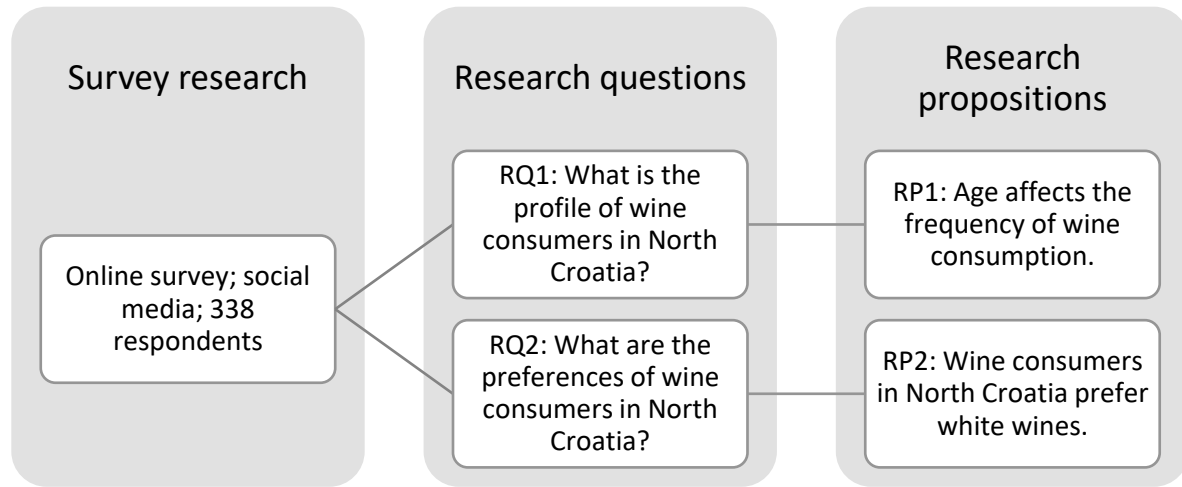 Survey research
Online survey; social
media; 338
respondents
Research questions
RQ1: What is the
profile of wine
consumers in North
Croatia?
RQ2: What are the
preferences of wine
consumers in North
Croatia?
Research
propositions
RP1: Age affects the
frequency of wine
consumption.
RP2: Wine consumers
in North Croatia prefer
white wines.